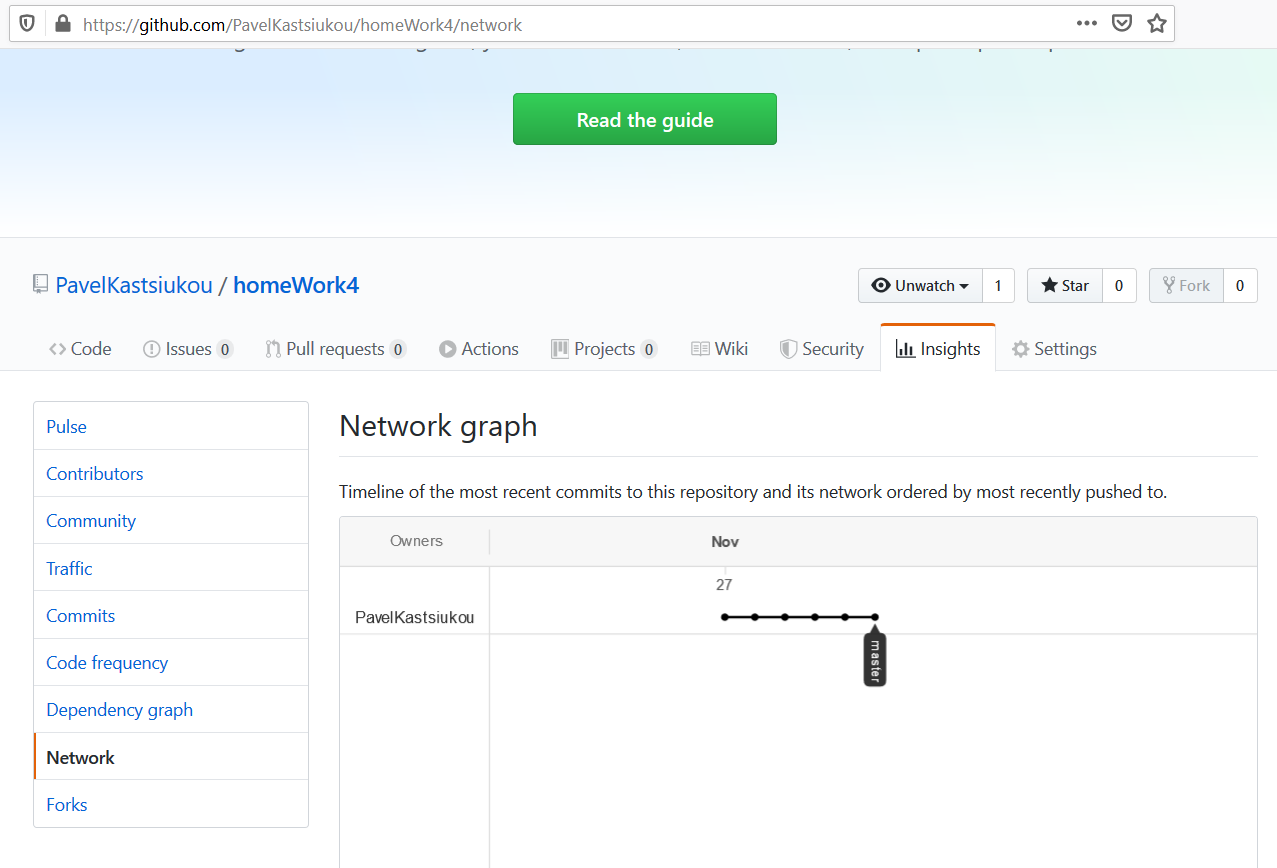 https://github.com/PavelKastsiukou/homeWork4/network
Read the guide
PavelKastsiukou / homeWork4
Unwatch 1 Star 0 Fork 0
Code Issues 0 Pull requests 0 Actions Projects 0 Wiki Security Insights Settings
Pulse
Contributors
Community
Traffic
Commits
Code frequency
Dependency graph
Network
Forks
Network graph
Timeline of the most recent commits to this repository and its network ordered by most recently pushed to.
Owners Nov
27
PavelKastsiukou
master